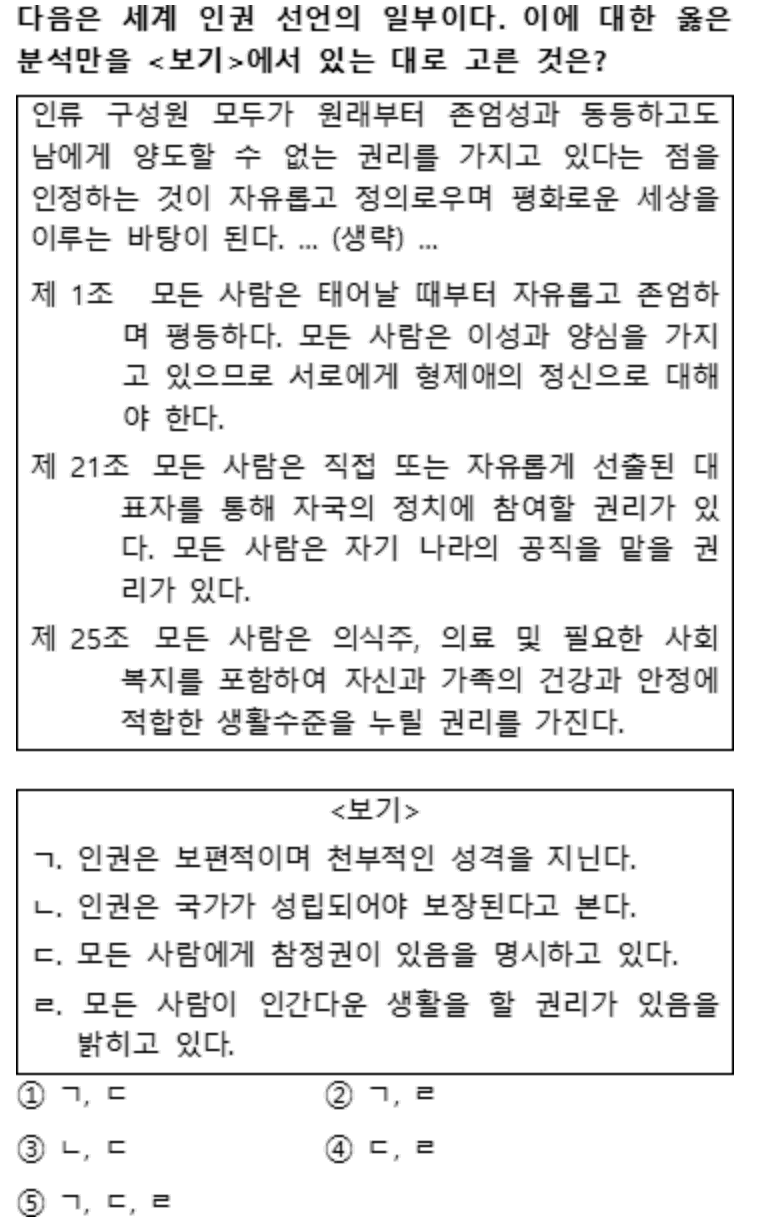 다음은 세계 인권 선언의 일부이다. 이에 대한 옳은
분석만을 <보기>에서 있는 대로 고른 것은?
인류 구성원 모두가 원래부터 존엄성과 동등하고도
남에게 양도할 수 없는 권리를 가지고 있다는 점을
인정하는 것이 자유롭고 정의로우며 평화로운 세상을
이루는 바탕이 된다. ... (생략) ...
제 1조 모든 사람은 태어날 때부터 자유롭고 존엄하
며 평등하다. 모든 사람은 이성과 양심을 가지
고 있으므로 서로에게 형제애의 정신으로 대해
야 한다.
제 21조 모든 사람은 직접 또는 자유롭게 선출된 대
표자를 통해 자국의 정치에 참여할 권리가 있
다. 모든 사람은 자기 나라의 공직을 맡을 권
리가 있다.
제 25조 모든 사람은 의식주, 의료 및 필요한 사회
복지를 포함하여 자신과 가족의 건강과 안정에
적합한 생활수준을 누릴 권리를 가진다.
<보기>
ㄱ. 인권은 보편적이며 천부적인 성격을 지닌다.
ㄴ. 인권은 국가가 성립되어야 보장된다고 본다.
ㄷ. 모든 사람에게 참정권이 있음을 명시하고 있다.
ㄹ. 모든 사람이 인간다운 생활을 할 권리가 있음을
밝히고 있다.
① ㄱ, ㄷ ② ㄱ, ㄹ
③ ㄴ, ㄷ ④ ㄷ, ㄹ
⑤ ㄱ, ㄷ, ㄹ